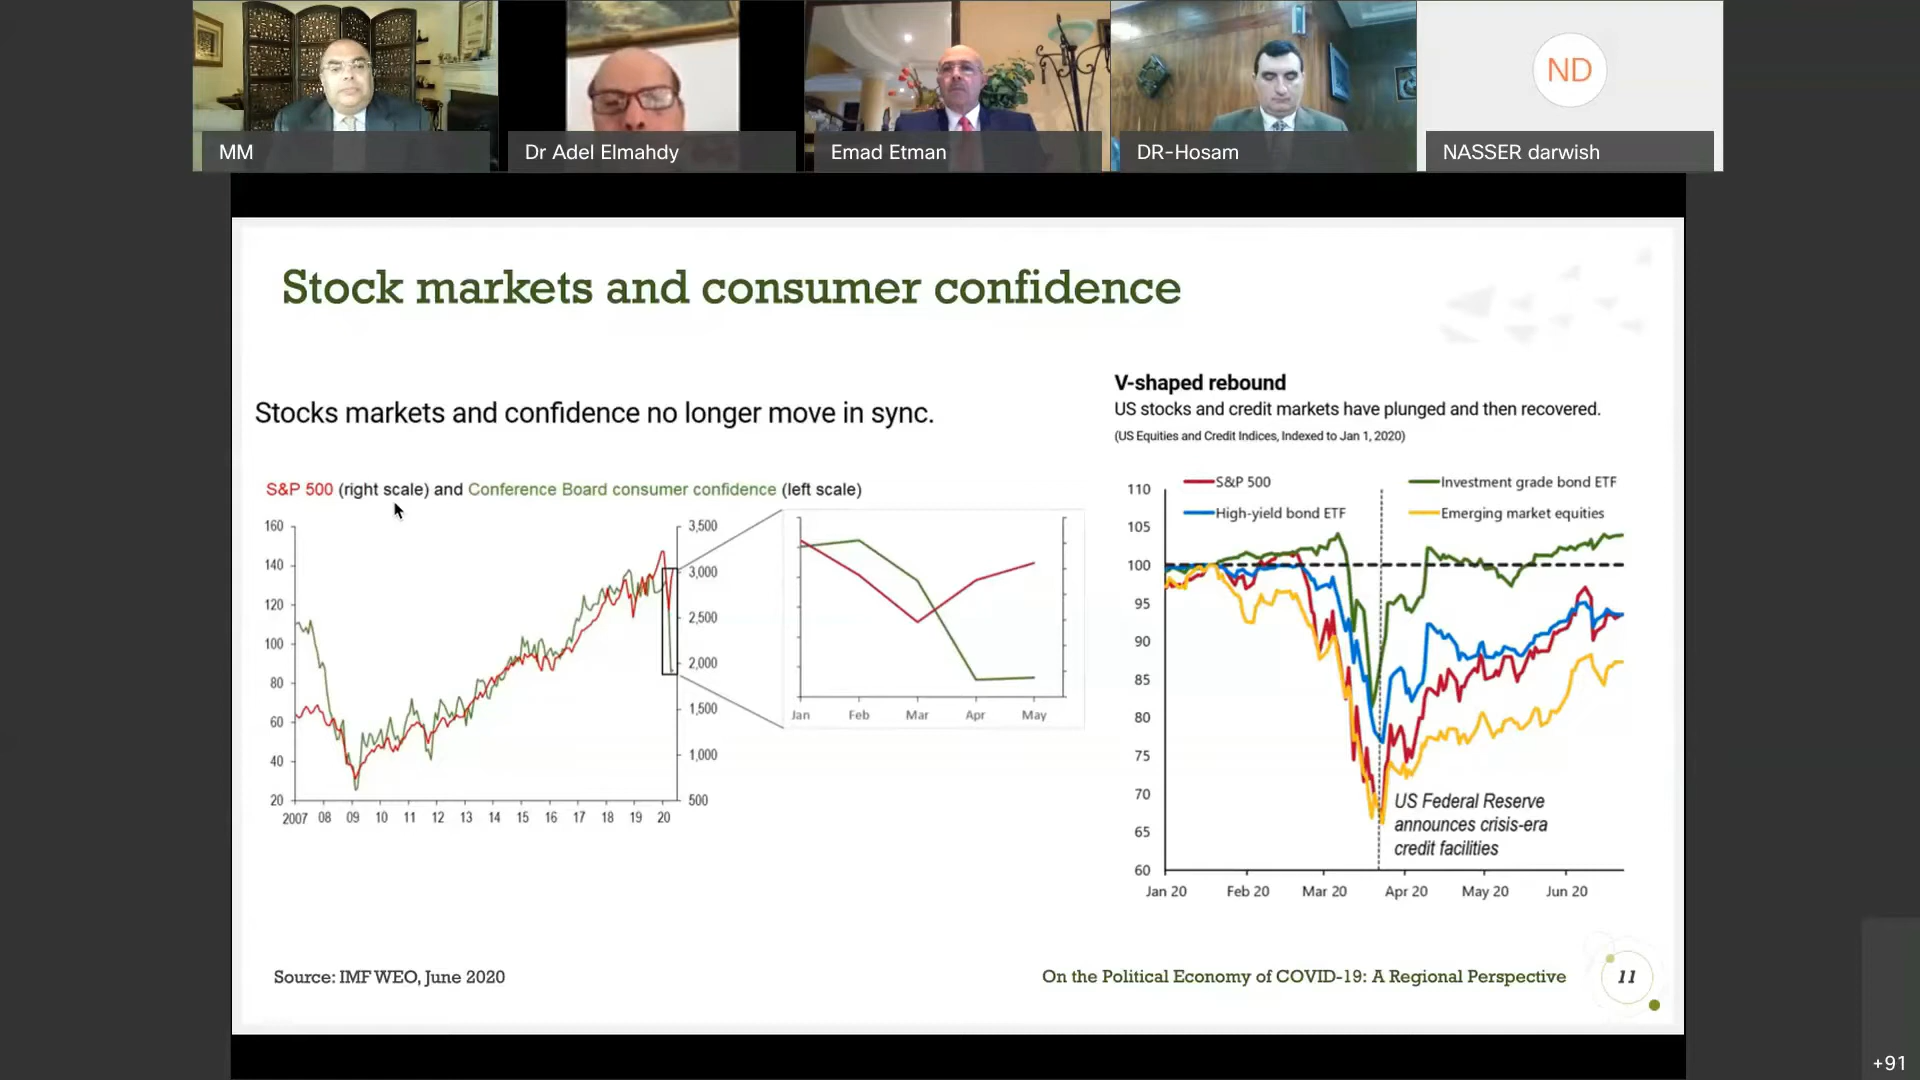 MM
Dr Adel Elmahdy
Emad Etman
DR-Hosam
ND
NASSER darwish
Stock markets and consumer confidence
Stocks markets and confidence no longer move in sync.
S&P 500 (right scale) and Conference Board consumer confidence (left scale)
160
140
120
100
80
60
40
20
3,500
3,000
2,500
2,000
1,500
1,000
500
2007 08 09 10 11 12 13 14 15 16 17 18 19 20
Jan Feb Mar Apr May
V-shaped rebound
US stocks and credit markets have plunged and then recovered.
(US Equities and Credit Indices, Indexed to Jan 1, 2020)
S&P 500
Investment grade bond ETF
High-yield bond ETF
Emerging market equities
110
105
100
95
90
85
80
75
70
65
60
US Federal Reserve
announces crisis-era
credit facilities
Jan 20 Feb 20 Mar 20 Apr 20 May 20 Jun 20
Source: IMF WEO, June 2020
On the Political Economy of COVID-19: A Regional Perspective
11
+91